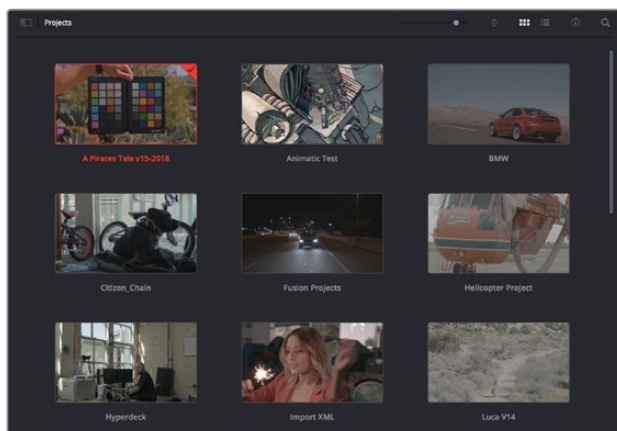 Projects
A Pirates Tale v15-2018
Animatic Test
BMW
Citizen_Chain
Fusion Projects
Helicopter Project
Hyperdeck
Import XML
Luca V14